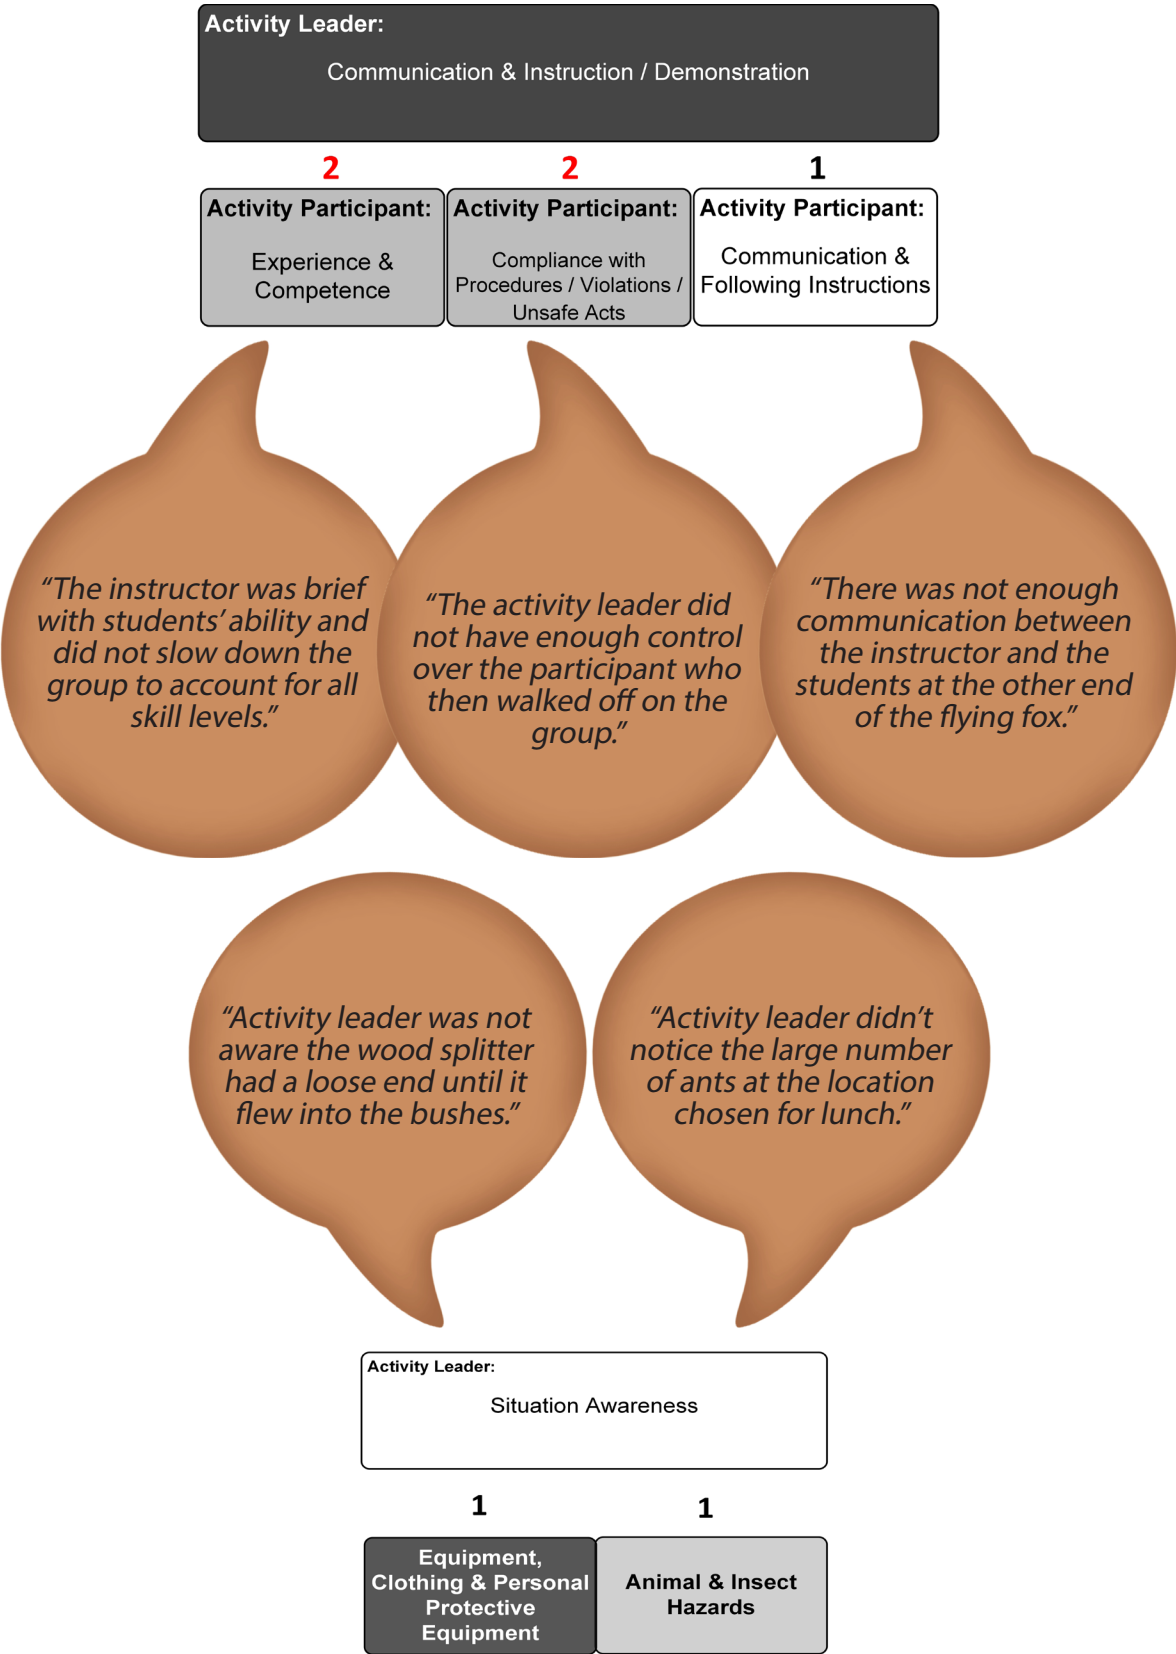 Activity Leader:
Communication & Instruction / Demonstration
2
2
1
Activity Participant:
Experience &
Competence
Activity Participant:
Compliance with
Procedures / Violations /
Unsafe Acts
Activity Participant:
Communication &
Following Instructions
“The instructor was brief
with students’ ability and
did not slow down the
group to account for all
skill levels.”
“The activity leader did
not have enough control
over the participant who
then walked off on the
group.”
“There was not enough
communication between
the instructor and the
students at the other end
of the flying fox.”
“Activity leader was not
aware the wood splitter
had a loose end until it
flew into the bushes.”
“Activity leader didn’t
notice the large number
of ants at the location
chosen for lunch.”
Activity Leader:
Situation Awareness
1
1
Equipment,
Clothing & Personal
Protective
Equipment
Animal & Insect
Hazards